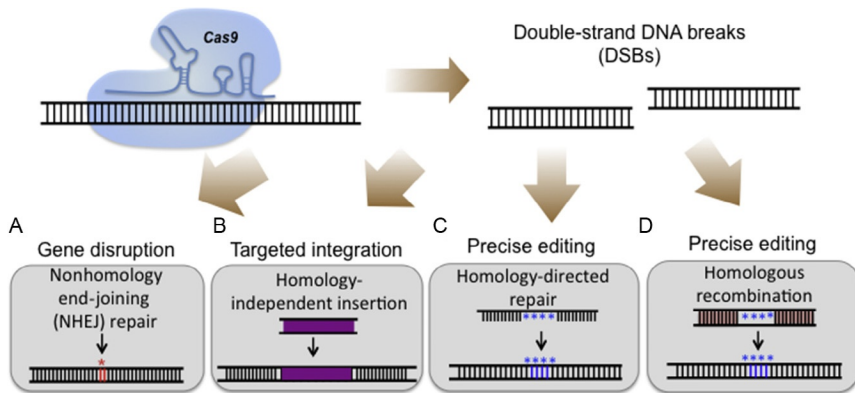 Cas9
Double-strand DNA breaks
(DSBs)
A
Gene disruption
Nonhomology
end-joining
(NHEJ) repair
*
B
Targeted integration
Homology-
independent insertion
C
Precise editing
Homology-directed
repair
****
****
D
Precise editing
Homologous
recombination
****
****